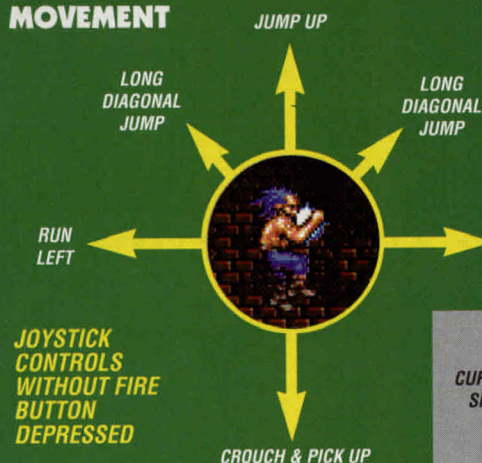 MOVEMENT
JUMP UP
LONG
DIAGONAL
JUMP
LONG
DIAGONAL
JUMP
RUN
LEFT
JOYSTICK
CONTROLS
WITHOUT FIRE
BUTTON
DEPRESSED
CROUCH & PICK UP